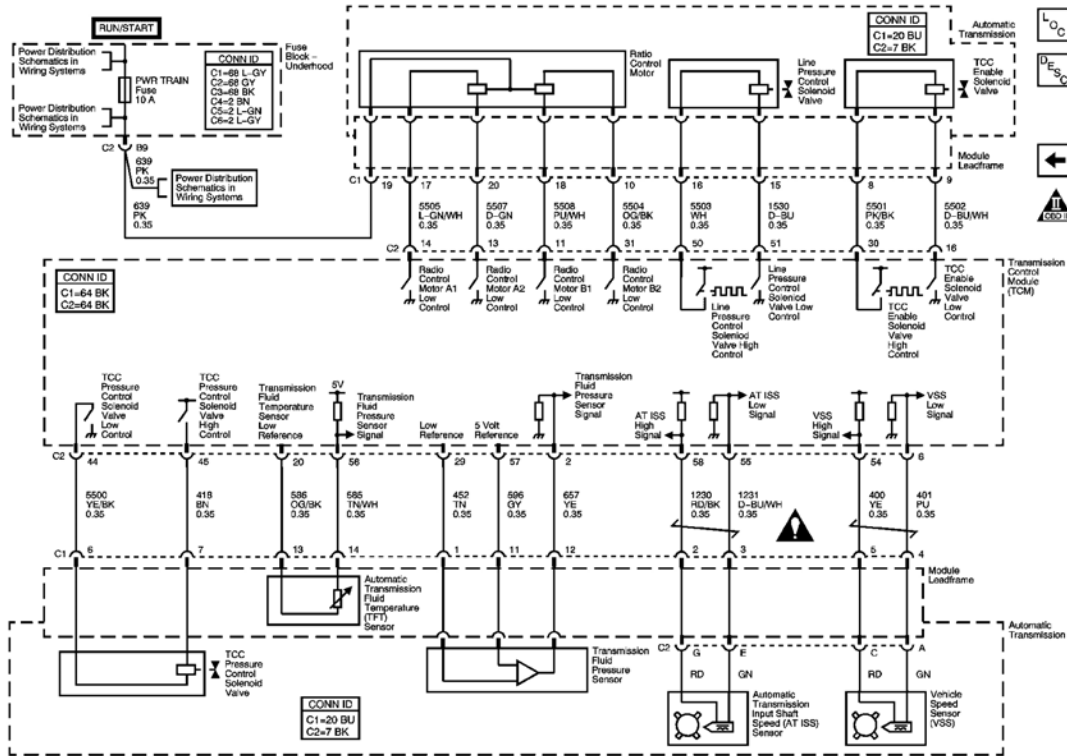 RUN/START
Power Distribution
Schematics in
Wiring Systems
PWR TRAIN
Fuse
10 A
Power Distribution
Schematics in
Wiring Systems
CONN ID
C1=68 L-GY
C2=68 GY
C3=68 BK
C4=2 BN
C5=2 L-GN
C6=2 L-GY
Fuse
Block –
Underhood
C2 B9
639
PK
0.35
Power Distribution
Schematics in
Wiring Systems
639
PK
0.35
Radio
Control
Motor
CONN ID
C1=20 BU
C2=7 BK
Automatic
Transmission
Line
Pressure
Control
Solenoid
Valve
TCC
Enable
Solenoid
Valve
LOC
DESC
II
OBD II
Module
Leadframe
C1 19 17 20 18 10 16 15 8 9
5505
L-GN/WH
0.35
5507
D-GN
0.35
5508
PU/WH
0.35
5504
OG/BK
0.35
5503
WH
0.35
1530
D-BU
0.35
5501
PK/BK
0.35
5502
D-BU/WH
0.35
C2 14 13 11 31 50 51 30 16
CONN ID
C1=64 BK
C2=64 BK
Radio
Control
Motor A1
Low
Control
Radio
Control
Motor A2
Low
Control
Radio
Control
Motor B1
Low
Control
Radio
Control
Motor B2
Low
Control
Line
Pressure
Control
Soleniod
Valve High
Control
Line
Pressure
Control
Soleniod
Valve Low
Control
TCC
Enable
Solenoid
Valve High
Control
TCC
Enable
Solenoid
Valve Low
Control
Transmission
Control
Module
(TCM)
TCC
Pressure
Control
Solenoid
Valve
Low
Control
TCC
Pressure
Control
Solenoid
Valve
High
Control
Transmission
Fluid
Temperature
Sensor
Low
Reference
5V
Transmission
Fluid
Pressure
Sensor
Signal
Low
Reference
5 Volt
Reference
Transmission
Fluid
Pressure
Sensor
Signal
AT ISS
High
Signal
AT ISS
Low
Signal
VSS
High
Signal
VSS
Low
Signal
C2 44 45 20 56 29 57 2 58 55 54 6
5500
YE/BK
0.35
418
BN
0.35
586
OG/BK
0.35
585
TN/WH
0.35
452
TN
0.35
596
GY
0.35
657
YE
0.35
1230
RD/BK
0.35
1231
D-BU/WH
0.35
400
YE
0.35
401
PU
0.35
C1 6 7 13 14 1 11 12 2 3 5 4
Automatic
Transmission
Fluid
Temperature
(TFT)
Sensor
Module
Leadframe
Automatic
Transmission
TCC
Pressure
Control
Solenoid
Valve
Transmission
Fluid
Pressure
Sensor
C2 G E C A
RD GN RD GN
CONN ID
C1=20 BU
C2=7 BK
Automatic
Transmission
Input Shaft
Speed (AT ISS)
Sensor
Vehicle
Speed
Sensor
(VSS)